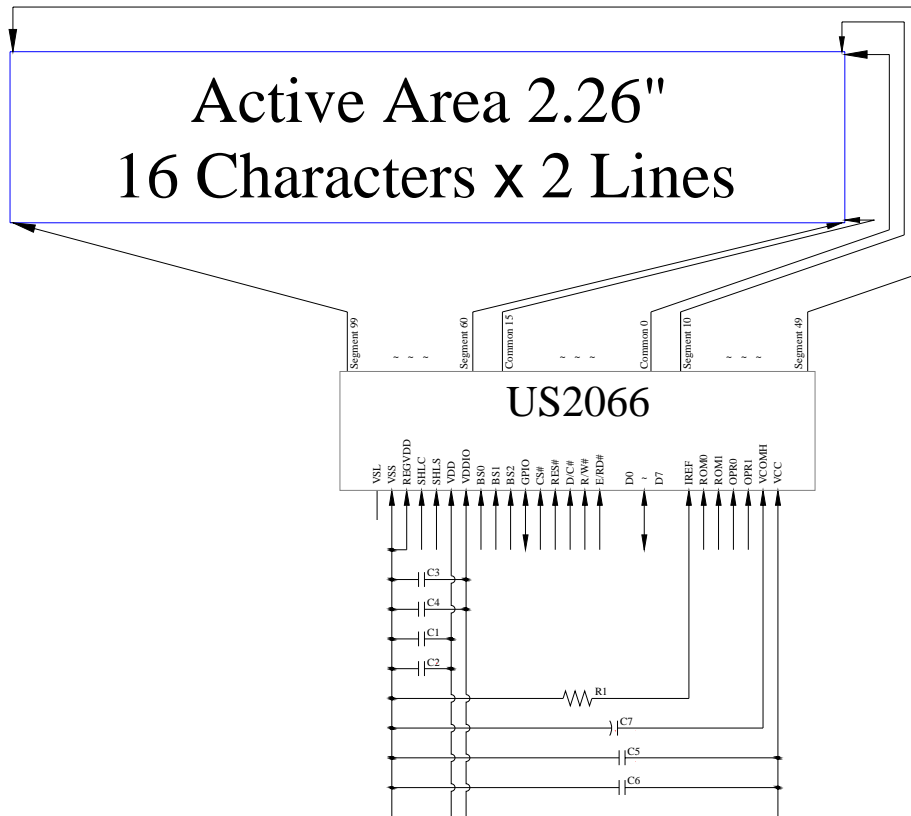 Active Area 2.26"
16 Characters x 2 Lines
Segment 99
~ ~ ~
Segment 60
Common 15
~ ~ ~
Common 0
Segment 10
~ ~ ~
Segment 49
US2066
VSL
VSS
REGVDD
SHLC
SHLS
VDD
VDDIO
BS0
BS1
BS2
GPIO
CS#
RES#
D/C#
R/W#
E/RD#
D0
~
D7
IREF
ROM0
ROM1
OPR0
OPR1
VCOMH
VCC
C3
C4
C1
C2
R1
C7
C5
C6